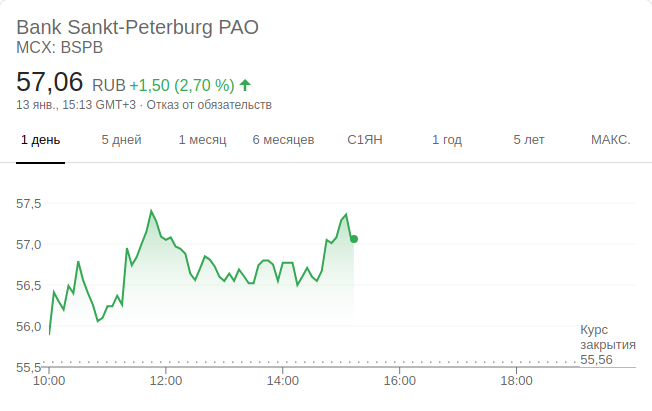 Bank Sankt-Peterburg PAO
MCX: BSPB
57,06 RUB +1,50 (2,70 %)
13 янв., 15:13 GMT+3 · Отказ от обязательств
1 день 5 дней 1 месяц 6 месяцев С1ЯН 1 год 5 лет МАКС.
57,5
57,0
56,5
56,0
55,5
Курс
закрытия
55,56
10:00 12:00 14:00 16:00 18:00